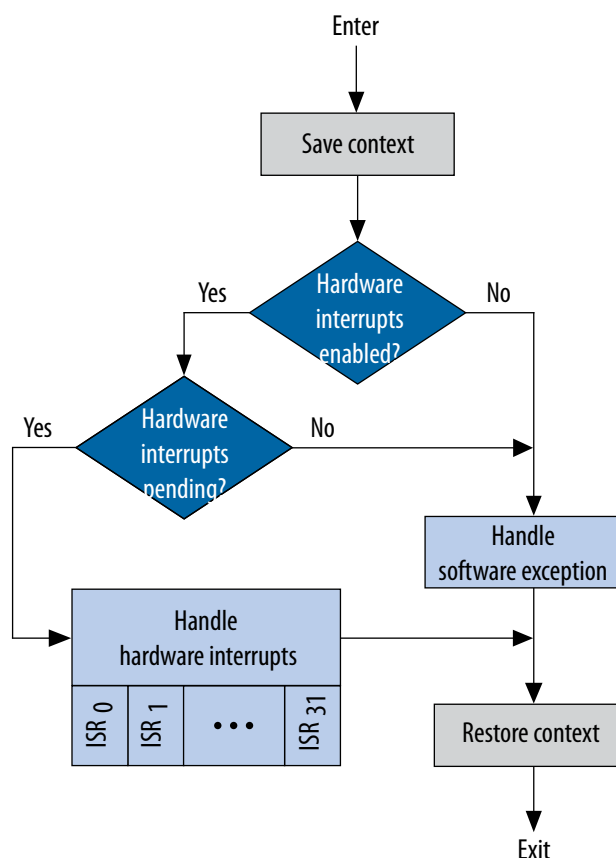 Enter
Save context
Yes
Hardware
interrupts
enabled?
No
Yes
Hardware
interrupts
pending?
No
Handle
software exception
Handle
hardware interrupts
ISR 0
ISR 1
•••
ISR 31
Restore context
Exit